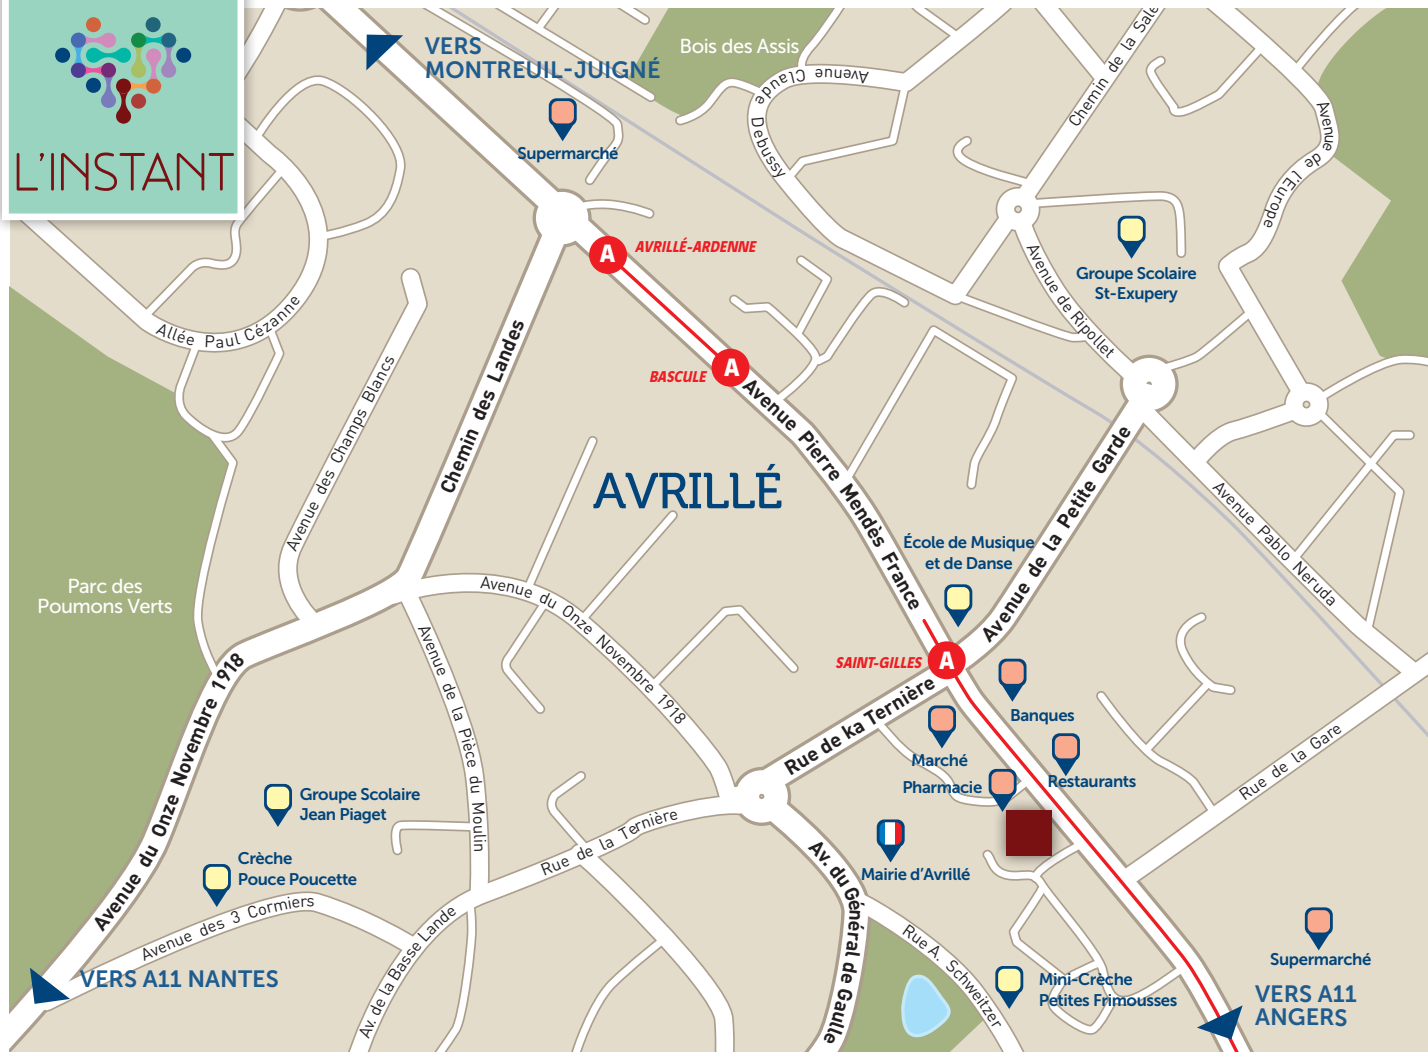 L'INSTANT
VERS
MONTREUIL-JUIGNÉ
Bois des Assis
Avenue Claude
Debussy
Chemin de la Salle
Avenue de l'Europe
Supermarché
A
AVRILLÉ-ARDENNE
Groupe Scolaire
St-Exupery
Avenue de Ripollet
Allée Paul Cézanne
Chemin des Landes
Avenue des Champs Blancs
BASCULE
A
Avenue Pierre Mendès France
AVRILLÉ
Avenue de la Petite Garde
Avenue Pablo Neruda
École de Musique
et de Danse
Parc des
Poumons Verts
Avenue du Onze Novembre 1918
Avenue du Onze Novembre 1918
Avenue de la Pièce du Moulin
SAINT-GILLES
A
Rue de ka Ternière
Banques
Marché
Restaurants
Pharmacie
Rue de la Gare
Groupe Scolaire
Jean Piaget
Rue de la Ternière
Crèche
Pouce Poucette
Mairie d'Avrillé
Av. du Général de Gaulle
Avenue des 3 Cormiers
Av. de la Basse Lande
Rue A. Schweitzer
Supermarché
Mini-Crèche
Petites Frimousses
VERS A11 NANTES
VERS A11
ANGERS